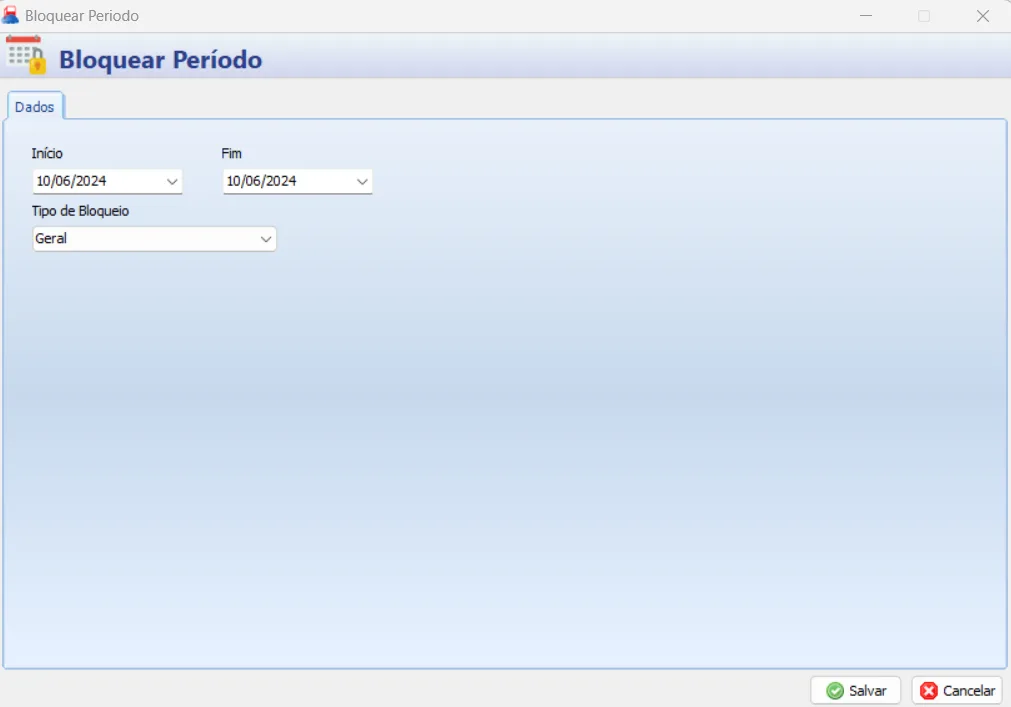 Bloquear Periodo
Bloquear Período
Dados
Início Fim
10/06/2024 10/06/2024
Tipo de Bloqueio
Geral
Salvar Cancelar